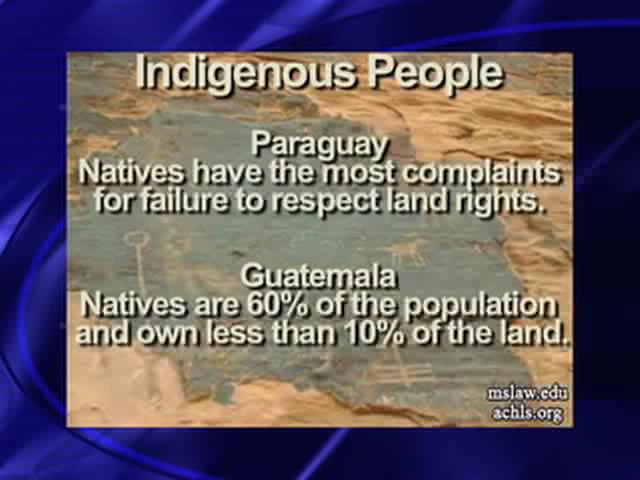 Indigenous People
Paraguay
Natives have the most complaints
for failure to respect land rights.
Guatemala
Natives are 60% of the population
and own less than 10% of the land.
mslaw.edu
achls.org